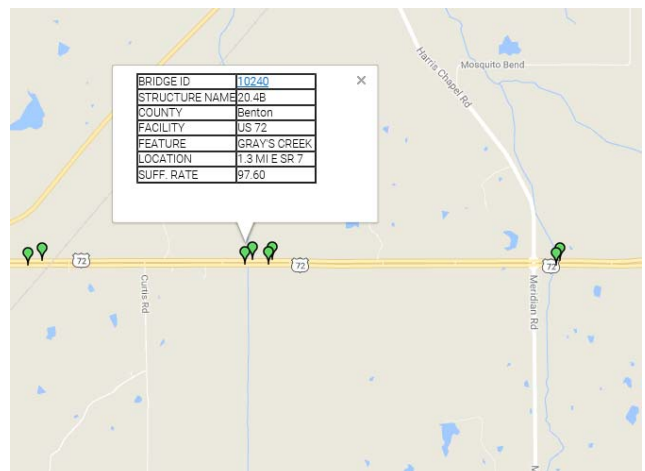 Harris Chapel Rd
Mosquito Bend
×
BRIDGE ID 10240
STRUCTURE NAME 20.4B
COUNTY Benton
FACILITY US 72
FEATURE GRAY'S CREEK
LOCATION 1.3 MI E SR 7
SUFF. RATE 97.60
72
72
72
Curtis Rd
Meridian Rd
N